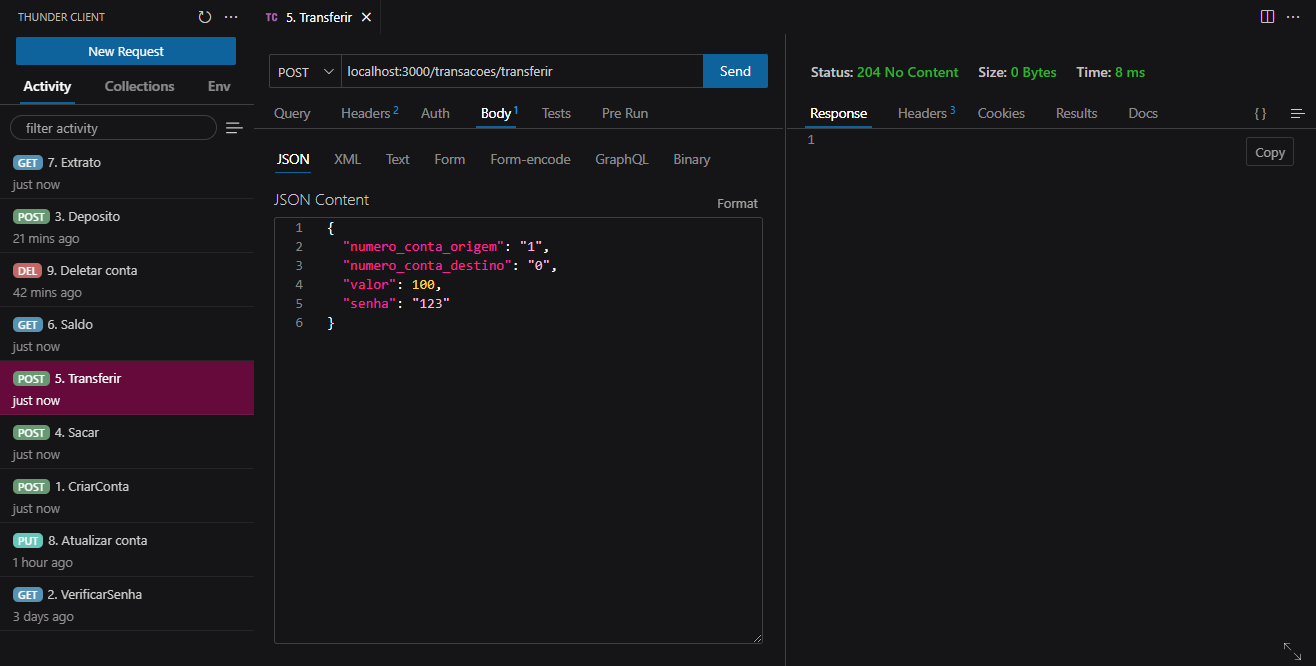 THUNDER CLIENT
New Request
Activity Collections Env
filter activity
GET 7. Extrato
just now
POST 3. Deposito
21 mins ago
DEL 9. Deletar conta
42 mins ago
GET 6. Saldo
just now
POST 5. Transferir
just now
POST 4. Sacar
just now
POST 1. CriarConta
just now
PUT 8. Atualizar conta
1 hour ago
GET 2. VerificarSenha
3 days ago
TC 5. Transferir
POST localhost:3000/transacoes/transferir Send
Query Headers 2 Auth Body 1 Tests Pre Run
JSON XML Text Form Form-encode GraphQL Binary
JSON Content Format
1 {
2 "numero_conta_origem": "1",
3 "numero_conta_destino": "0",
4 "valor": 100,
5 "senha": "123"
6 }
Status: 204 No Content Size: 0 Bytes Time: 8 ms
Response Headers 3 Cookies Results Docs { }
1
Copy